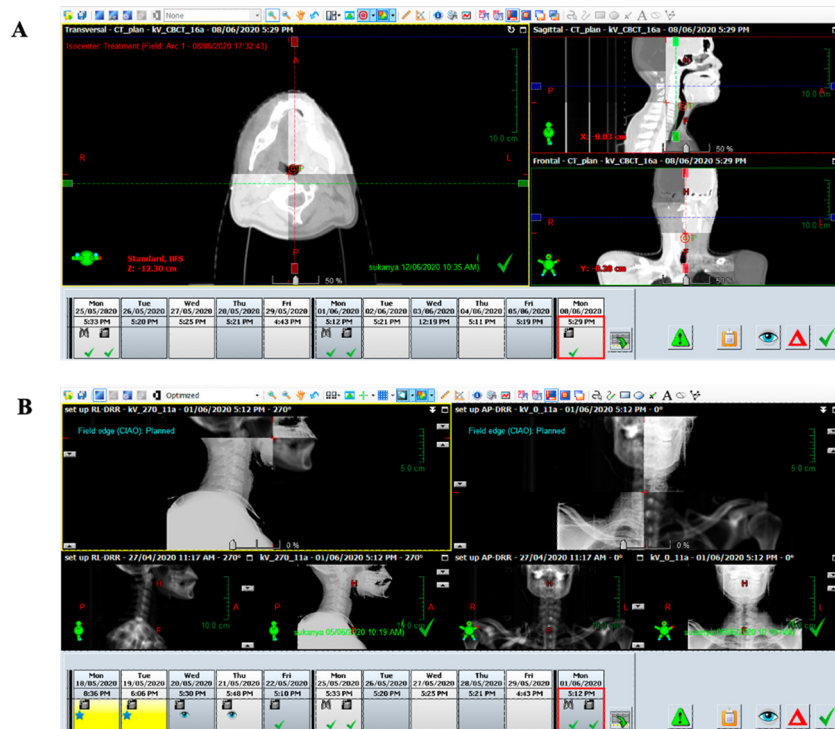 A
None
Transversal - CT_plan - kV_CBCT_16a - 08/06/2020 5:29 PM
Isocenter Treatment (Field: Arc 1 - 08/06/2020 17:32:43)
A
10.0 cm
R
L
P
P
Standard, HFS
Z: -12.30 cm
50 %
sukanya 12/06/2020 10:35 AM)
Sagittal - CT_plan - kV_CBCT_16a - 08/06/2020 5:29 PM
P
A
10.0 cm
X: -0.03 cm
50 %
Frontal - CT_plan - kV_CBCT_16a - 08/06/2020 5:29 PM
H
R
L
P
10.0 cm
Y: -0.28 cm
50 %
Mon Tue Wed Thu Fri Mon Tue Wed Thu Fri Mon
25/05/2020 26/05/2020 27/05/2020 28/05/2020 29/05/2020 01/06/2020 02/06/2020 03/06/2020 04/06/2020 05/06/2020 08/06/2020
5:33 PM 5:20 PM 5:25 PM 5:21 PM 4:43 PM 5:12 PM 5:21 PM 12:19 PM 5:11 PM 5:19 PM 5:29 PM
B
Optimized
set up RL-DRR - kV_270_11a - 01/06/2020 5:12 PM - 270°
Field edge (CIAO): Planned
5.0 cm
0 %
set up AP-DRR - kV_0_11a - 01/06/2020 5:12 PM - 0°
Field edge (CIAO): Planned
5.0 cm
0 %
set up RL-DRR - 27/04/2020 11:17 AM - 270°
H
P
A
F
10.0 cm
kV_270_11a - 01/06/2020 5:12 PM - 270°
H
P
A
10.0 cm
sukanya 05/06/2020 10:19 AM)
set up AP-DRR - 27/04/2020 11:17 AM - 0°
H
R
L
F
10.0 cm
kV_0_11a - 01/06/2020 5:12 PM - 0°
H
R
L
10.0 cm
Mon Tue Wed Thu Fri Mon Tue Wed Thu Fri Mon
18/05/2020 19/05/2020 20/05/2020 21/05/2020 22/05/2020 25/05/2020 26/05/2020 27/05/2020 28/05/2020 29/05/2020 01/06/2020
8:36 PM 6:06 PM 5:30 PM 5:48 PM 5:10 PM 5:33 PM 5:20 PM 5:25 PM 5:21 PM 4:43 PM 5:12 PM